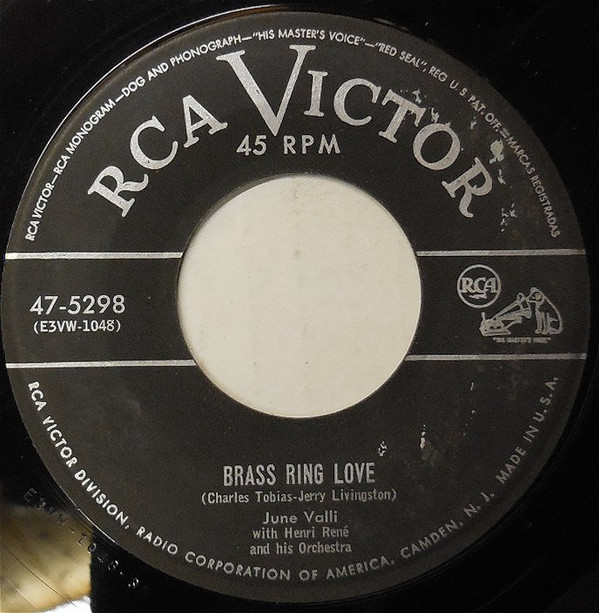 RCA VICTOR—RCA MONOGRAM—DOG AND PHONOGRAPH—"HIS MASTER'S VOICE"—"RED SEAL", REG U. S. PAT. OFF.—MARCAS REGISTRADAS
RCA VICTOR
45 RPM
47-5298
(E3VW-1048)
RCA
"HIS MASTER'S VOICE"
BRASS RING LOVE
(Charles Tobias-Jerry Livingston)
June Valli
with Henri René
and his Orchestra
RCA VICTOR DIVISION, RADIO CORPORATION OF AMERICA, CAMDEN, N. J. MADE IN U.S.A.